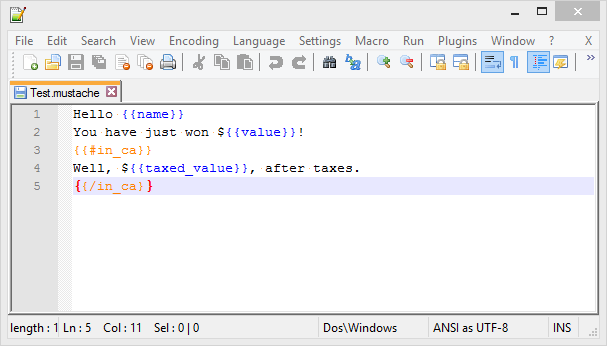 File Edit Search View Encoding Language Settings Macro Run Plugins Window ? X
Test.mustache
1 Hello {{name}}
2 You have just won ${{value}}!
3 {{#in_ca}}
4 Well, ${{taxed_value}}, after taxes.
5 {{/in_ca}}
length : 1 Ln : 5 Col : 11 Sel : 0 | 0 Dos\Windows ANSI as UTF-8 INS